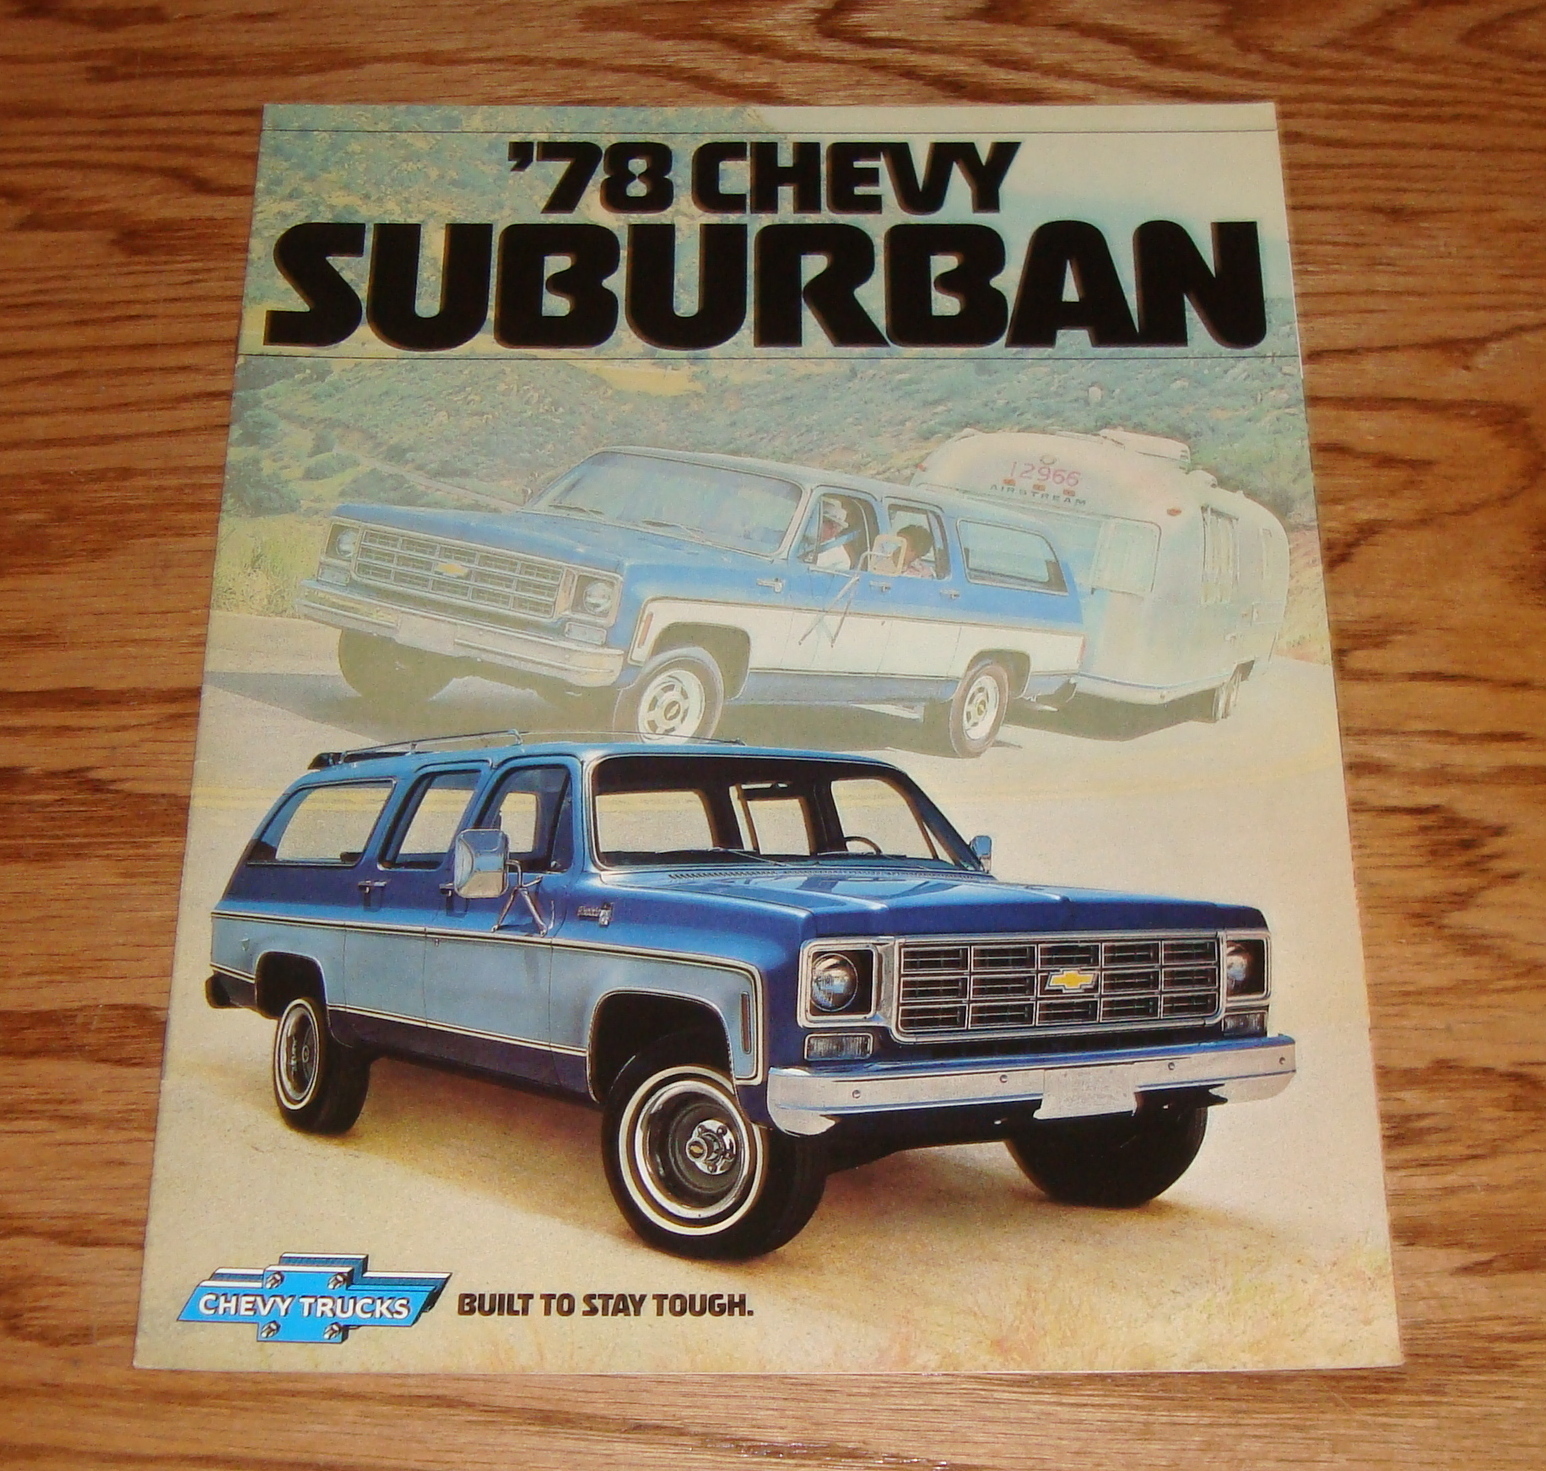 '78 CHEVY
SUBURBAN
12966
AIRSTREAM
CHEVY TRUCKS
BUILT TO STAY TOUGH.